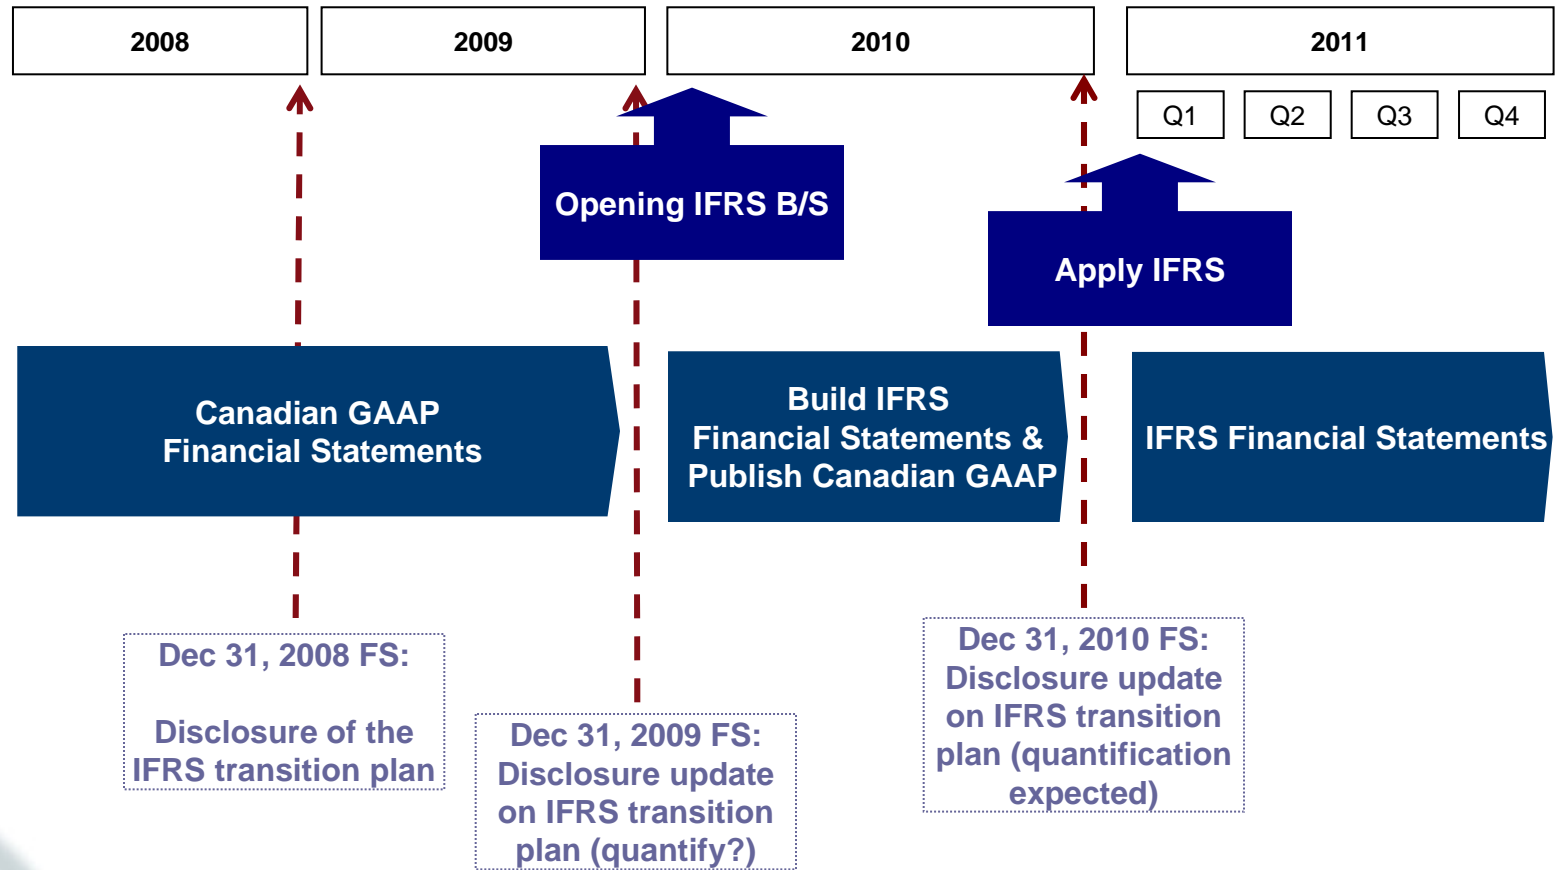 2008
2009
2010
2011
Q1
Q2
Q3
Q4
Opening IFRS B/S
Apply IFRS
Canadian GAAP
Financial Statements
Build IFRS
Financial Statements &
Publish Canadian GAAP
IFRS Financial Statements
Dec 31, 2008 FS:
Disclosure of the
IFRS transition plan
Dec 31, 2009 FS:
Disclosure update
on IFRS transition
plan (quantify?)
Dec 31, 2010 FS:
Disclosure update
on IFRS transition
plan (quantification
expected)